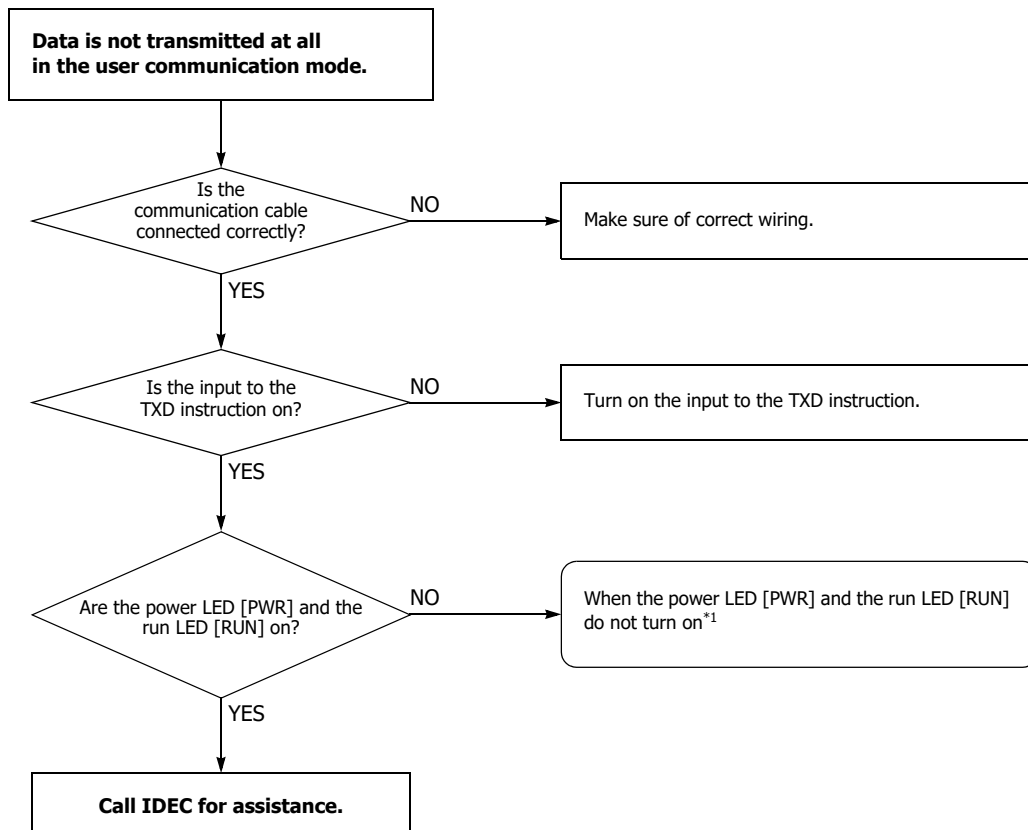 Data is not transmitted at all
in the user communication mode.
Is the
communication cable
connected correctly?
NO
Make sure of correct wiring.
YES
Is the input to the
TXD instruction on?
NO
Turn on the input to the TXD instruction.
YES
Are the power LED [PWR] and the
run LED [RUN] on?
NO
When the power LED [PWR] and the run LED [RUN]
do not turn on*1
YES
Call IDEC for assistance.